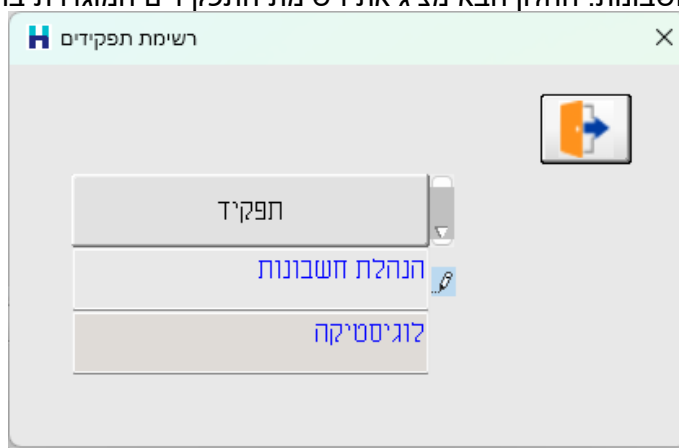 רשימת תפקידים
תפקיד
הנהלת חשבונות
לוגיסטיקה